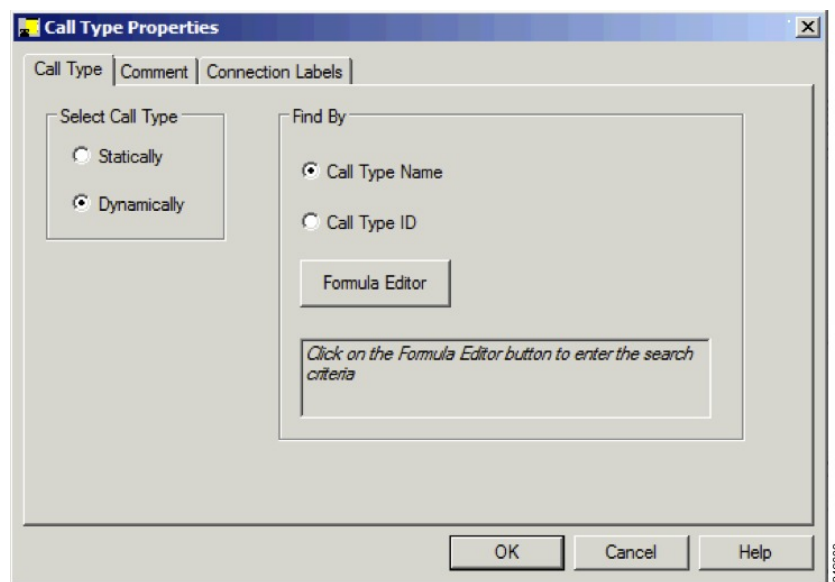 Call Type Properties
Call Type
Comment
Connection Labels
Select Call Type
Statically
Dynamically
Find By
Call Type Name
Call Type ID
Formula Editor
Click on the Formula Editor button to enter the search
criteria
OK
Cancel
Help